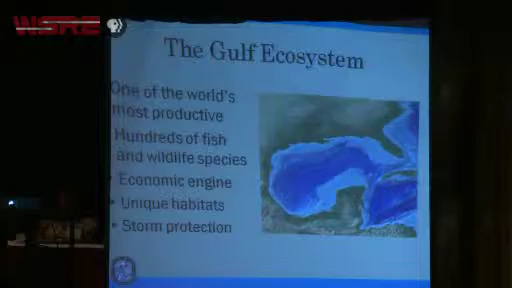 WSRE
The Gulf Ecosystem
One of the world's
most productive
Hundreds of fish
and wildlife species
• Economic engine
• Unique habitats
• Storm protection